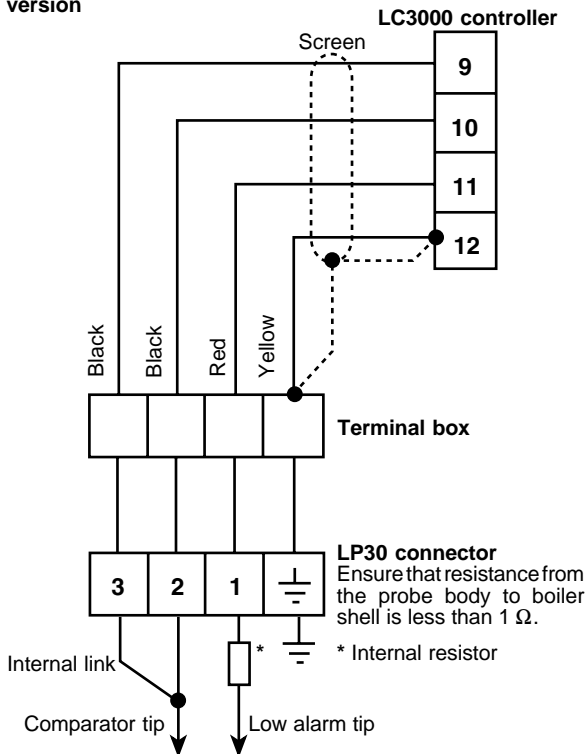 version
LC3000 controller
Screen
9
10
11
12
Black
Black
Red
Yellow
Terminal box
LP30 connector
Ensure that resistance from
the probe body to boiler
shell is less than 1 Ω.
3 2 1
* * Internal resistor
Internal link
Comparator tip
Low alarm tip